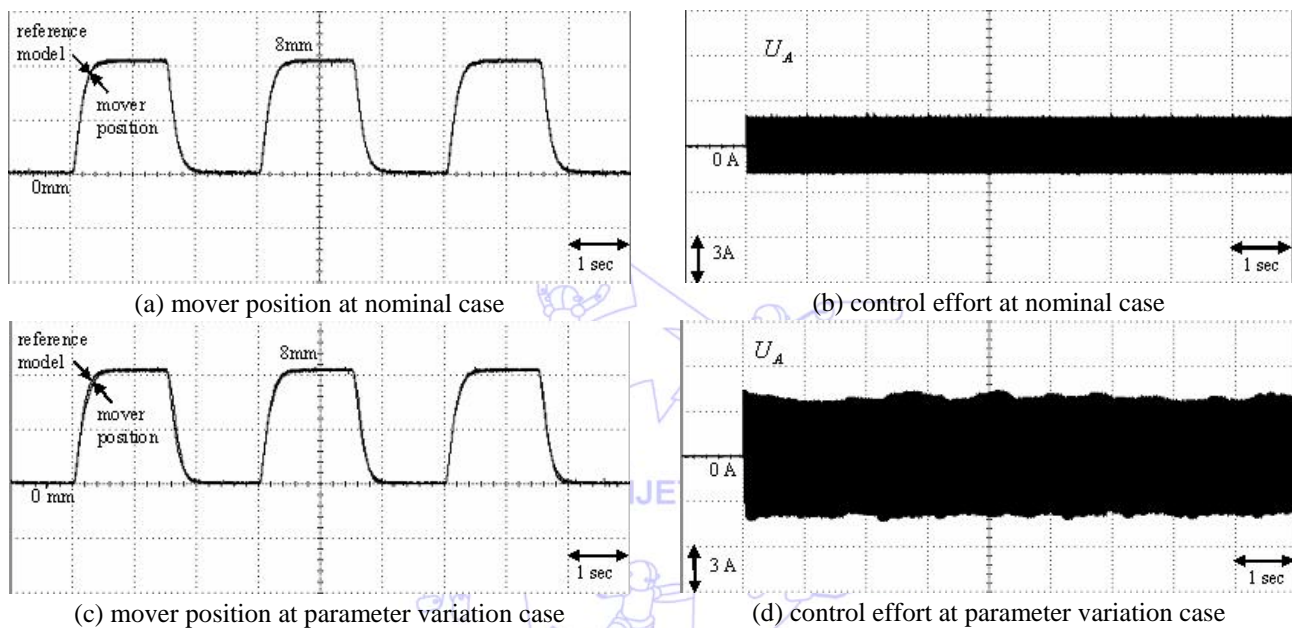 reference
model
8mm
mover
position
0mm
1 sec
(a) mover position at nominal case
U_A
0 A
3A
1 sec
(b) control effort at nominal case
reference
model
8mm
mover
position
0 mm
1 sec
(c) mover position at parameter variation case
U_A
0 A
3 A
1 sec
(d) control effort at parameter variation case